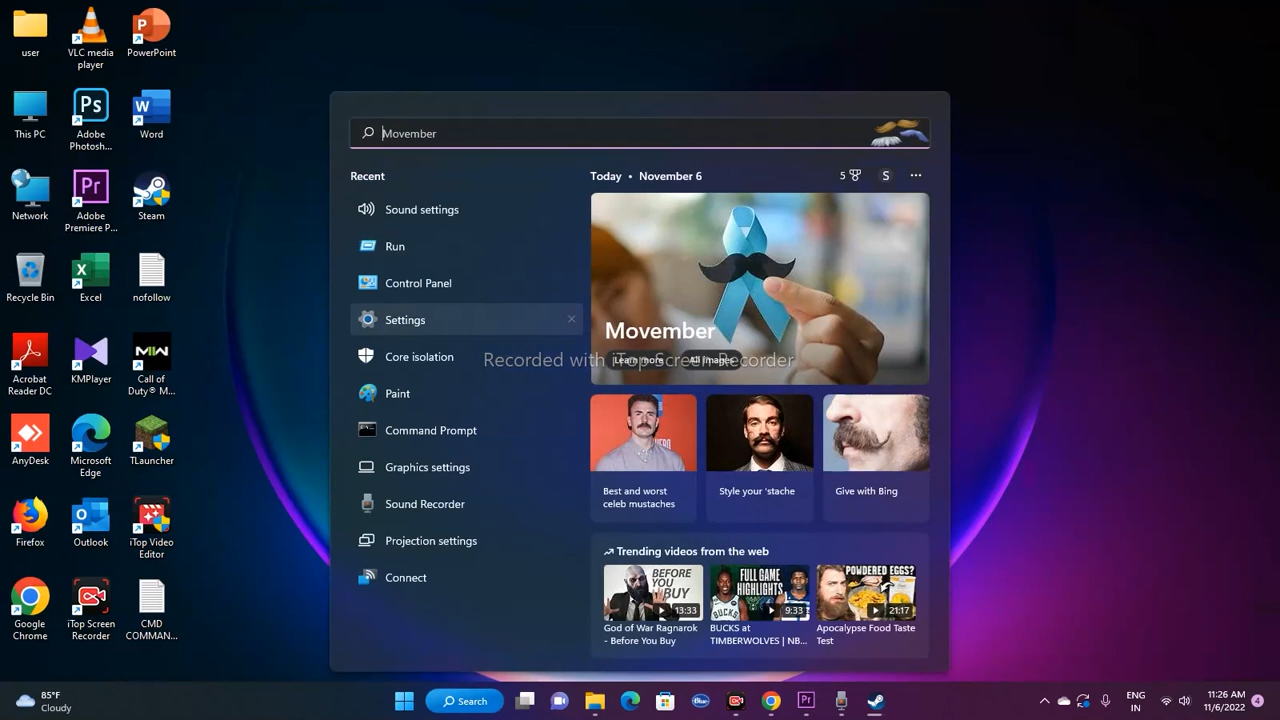 user
VLC media
player
PowerPoint
This PC
Adobe
Photosh...
Word
Network
Adobe
Premiere P...
Steam
Recycle Bin
Excel
nofollow
Acrobat
Reader DC
KMPlayer
Call of
Duty® M...
AnyDesk
Microsoft
Edge
TLauncher
Firefox
Outlook
iTop Video
Editor
Google
Chrome
iTop Screen
Recorder
CMD
COMMAN...
Movember
Recent
Sound settings
Run
Control Panel
Settings
Core isolation
Paint
Command Prompt
Graphics settings
Sound Recorder
Projection settings
Connect
Today • November 6
5
S
Movember
Learn more
All images
Recorded with iTop Screen Recorder
Best and worst
celeb mustaches
Style your 'stache
Give with Bing
Trending videos from the web
BEFORE
YOU
BUY
13:33
God of War Ragnarok
- Before You Buy
FULL GAME
HIGHLIGHTS
BUCKS
9:33
BUCKS at
TIMBERWOLVES | NB...
POWDERED EGGS?
21:17
Apocalypse Food Taste
Test
85°F
Cloudy
Search
ENG
IN
11:26 AM
11/6/2022
4